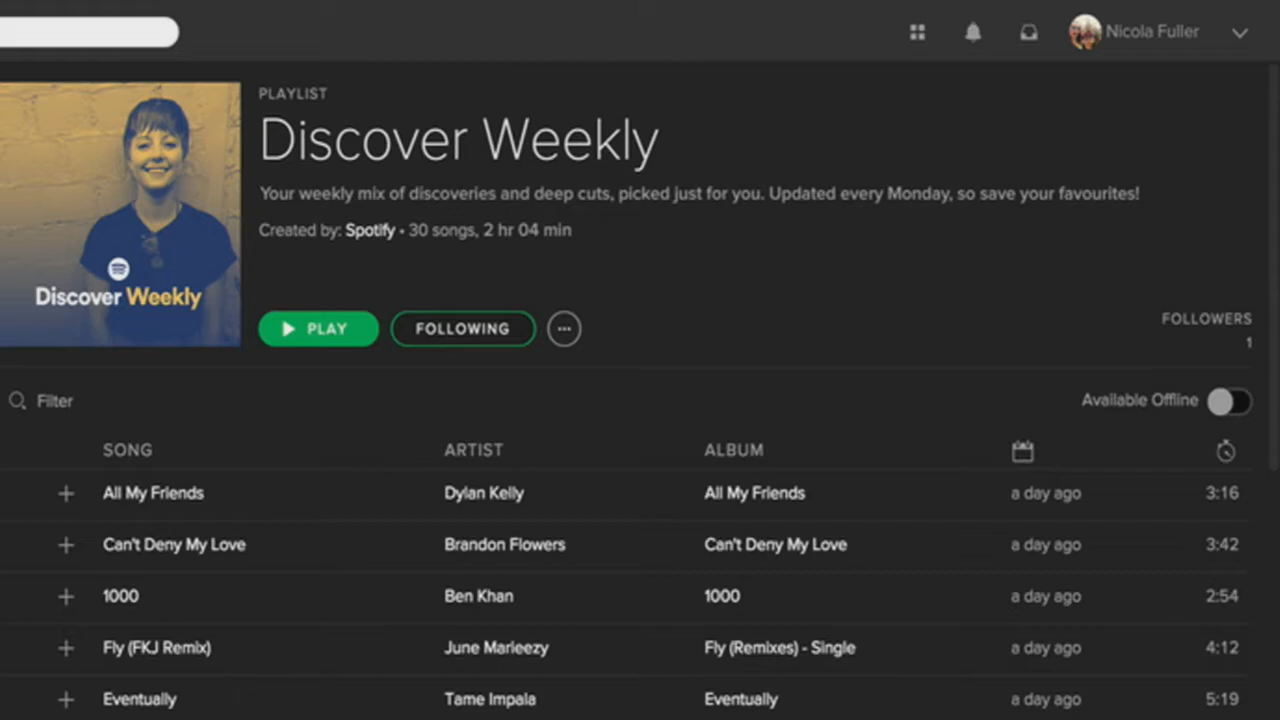 Nicola Fuller
PLAYLIST
Discover Weekly
Your weekly mix of discoveries and deep cuts, picked just for you. Updated every Monday, so save your favourites!
Created by: Spotify • 30 songs, 2 hr 04 min
Discover Weekly
PLAY FOLLOWING
FOLLOWERS
1
Filter Available Offline
SONG ARTIST ALBUM
All My Friends Dylan Kelly All My Friends a day ago 3:16
Can't Deny My Love Brandon Flowers Can't Deny My Love a day ago 3:42
1000 Ben Khan 1000 a day ago 2:54
Fly (FKJ Remix) June Marieezy Fly (Remixes) - Single a day ago 4:12
Eventually Tame Impala Eventually a day ago 5:19